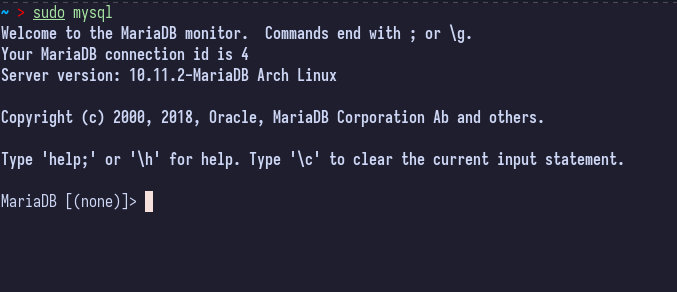 ~ > sudo mysql
Welcome to the MariaDB monitor.  Commands end with ; or \g.
Your MariaDB connection id is 4
Server version: 10.11.2-MariaDB Arch Linux

Copyright (c) 2000, 2018, Oracle, MariaDB Corporation Ab and others.

Type 'help;' or '\h' for help. Type '\c' to clear the current input statement.

MariaDB [(none)]>